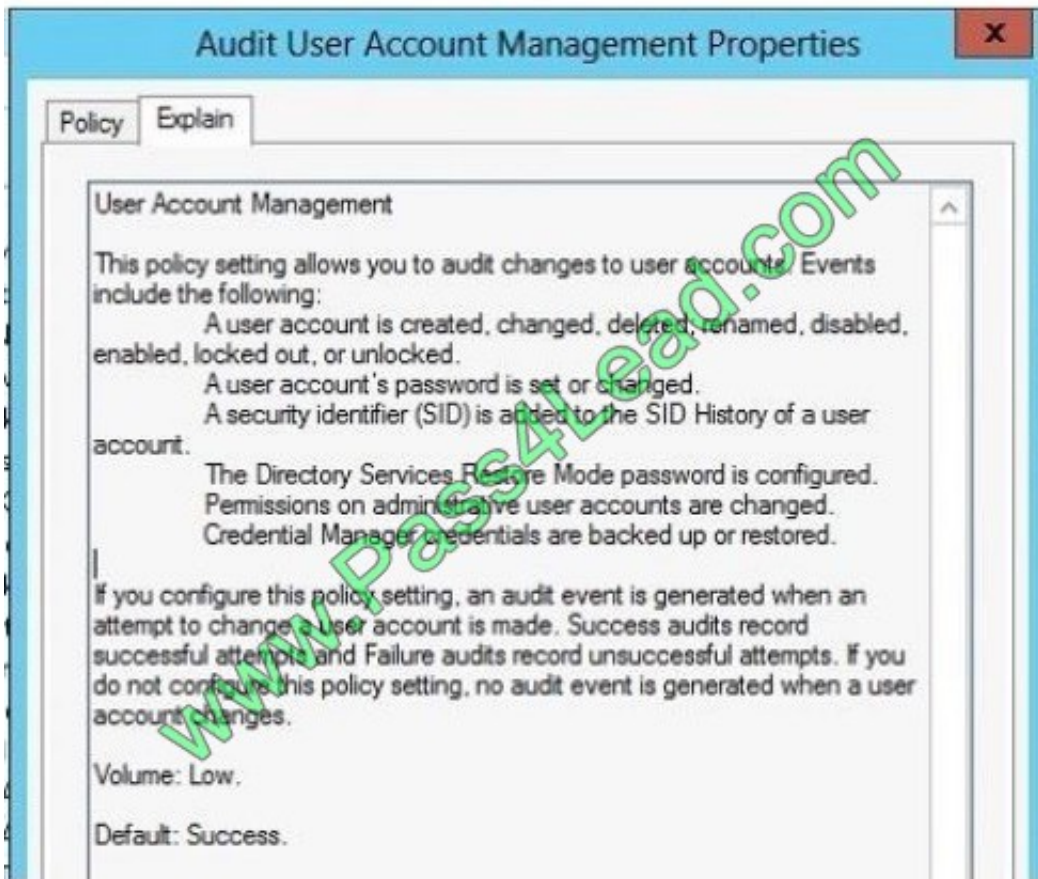 Audit User Account Management Properties
x
Policy
Explain
User Account Management
This policy setting allows you to audit changes to user accounts. Events
include the following:
A user account is created, changed, deleted, renamed, disabled,
enabled, locked out, or unlocked.
A user account's password is set or changed.
A security identifier (SID) is added to the SID History of a user
account.
The Directory Services Restore Mode password is configured.
Permissions on administrative user accounts are changed.
Credential Manager credentials are backed up or restored.
If you configure this policy setting, an audit event is generated when an
attempt to change a user account is made. Success audits record
successful attempts and Failure audits record unsuccessful attempts. If you
do not configure this policy setting, no audit event is generated when a user
account changes.
Volume: Low.
Default: Success.
www.Pass4Lead.com